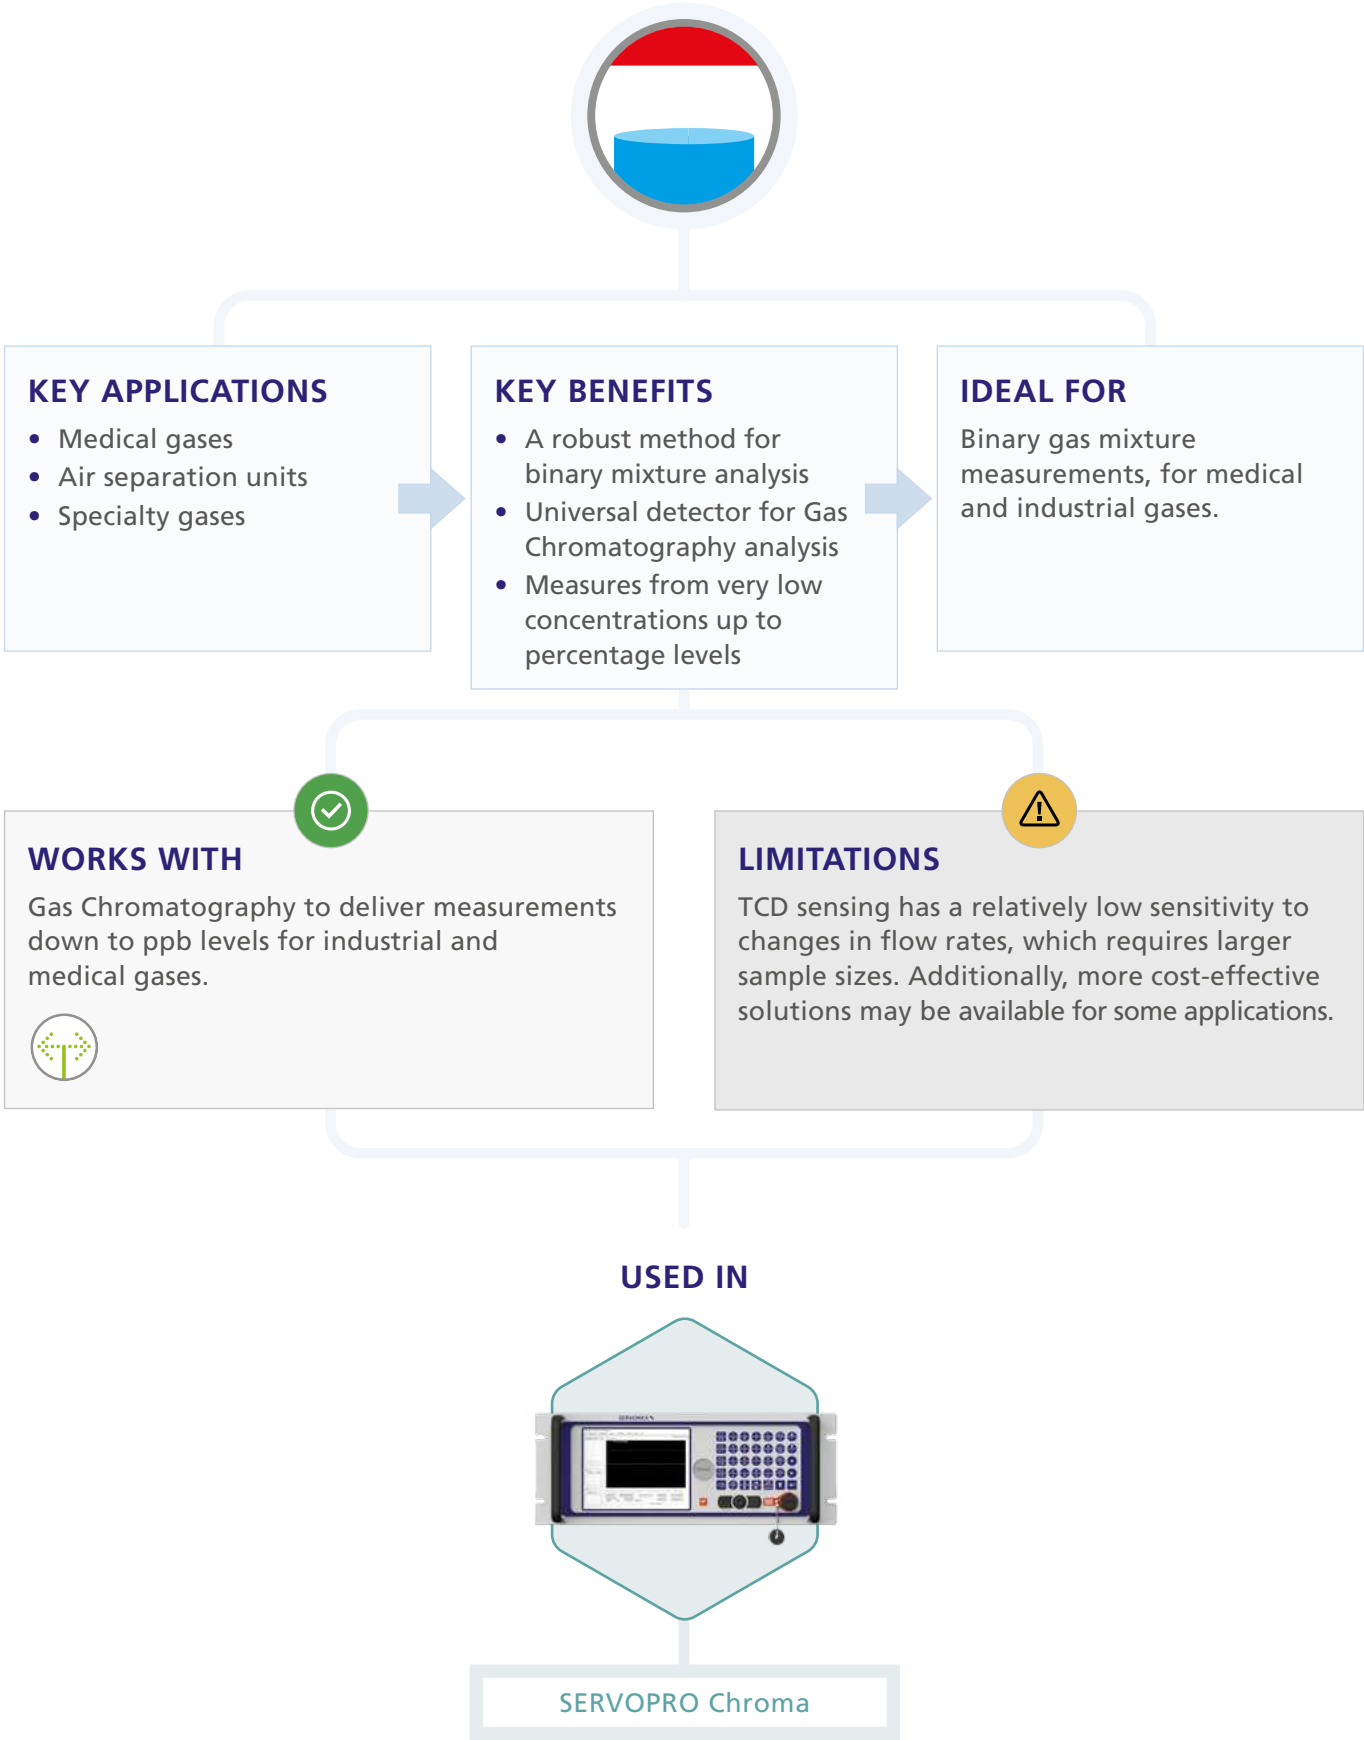 KEY APPLICATIONS
• Medical gases
• Air separation units
• Specialty gases
KEY BENEFITS
• A robust method for
binary mixture analysis
• Universal detector for Gas
Chromatography analysis
• Measures from very low
concentrations up to
percentage levels
IDEAL FOR
Binary gas mixture
measurements, for medical
and industrial gases.
WORKS WITH
Gas Chromatography to deliver measurements
down to ppb levels for industrial and
medical gases.
LIMITATIONS
TCD sensing has a relatively low sensitivity to
changes in flow rates, which requires larger
sample sizes. Additionally, more cost-effective
solutions may be available for some applications.
USED IN
SERVOMEX
SERVOPRO Chroma